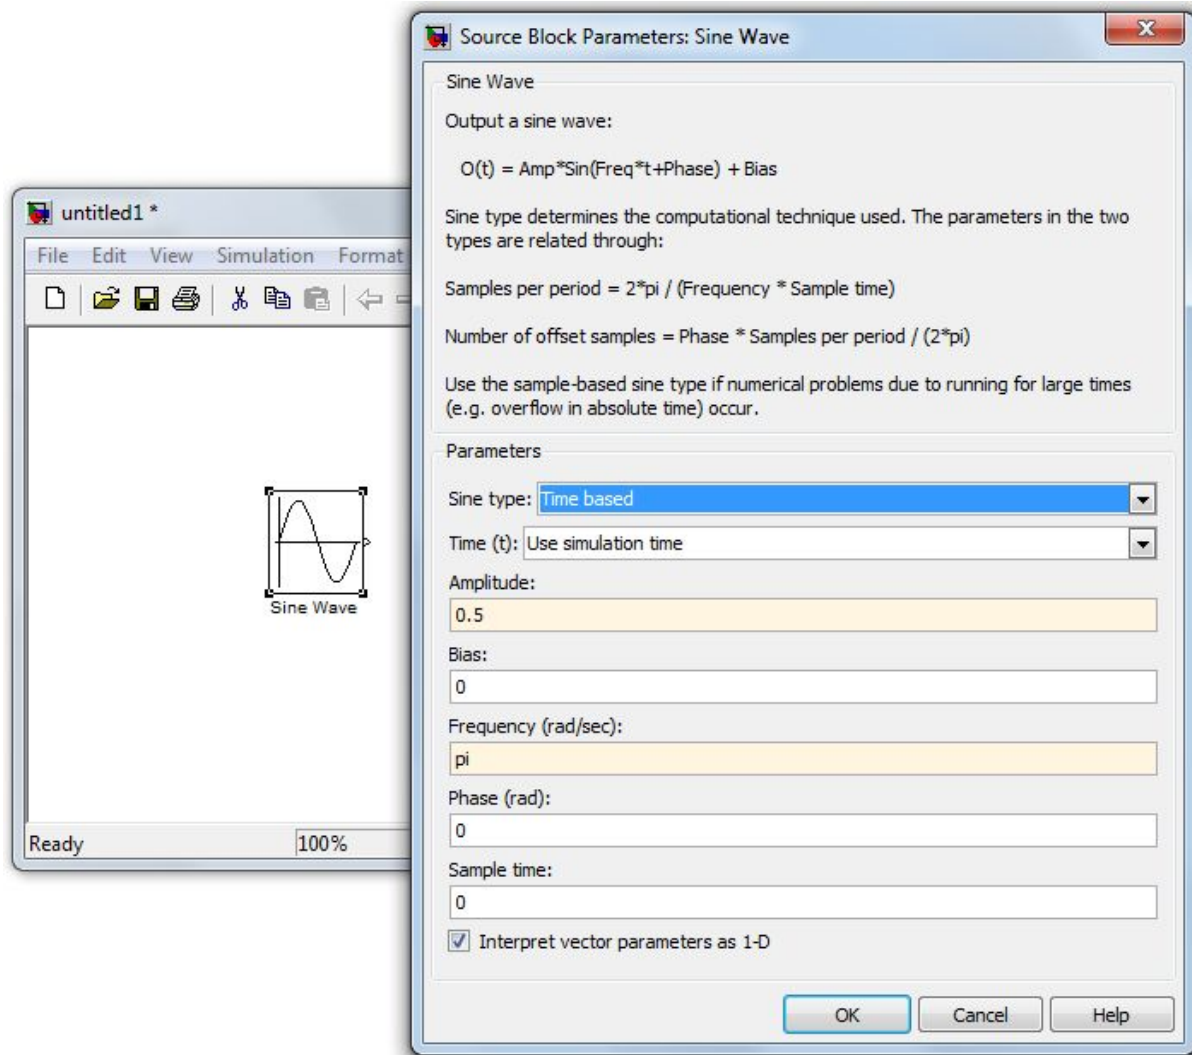 untitled1 *
File Edit View Simulation Format
Sine Wave
Ready 100%
Source Block Parameters: Sine Wave
Sine Wave
Output a sine wave:
O(t) = Amp*Sin(Freq*t+Phase) + Bias
Sine type determines the computational technique used. The parameters in the two
types are related through:
Samples per period = 2*pi / (Frequency * Sample time)
Number of offset samples = Phase * Samples per period / (2*pi)
Use the sample-based sine type if numerical problems due to running for large times
(e.g. overflow in absolute time) occur.
Parameters
Sine type: Time based
Time (t): Use simulation time
Amplitude:
0.5
Bias:
0
Frequency (rad/sec):
pi
Phase (rad):
0
Sample time:
0
Interpret vector parameters as 1-D
OK Cancel Help